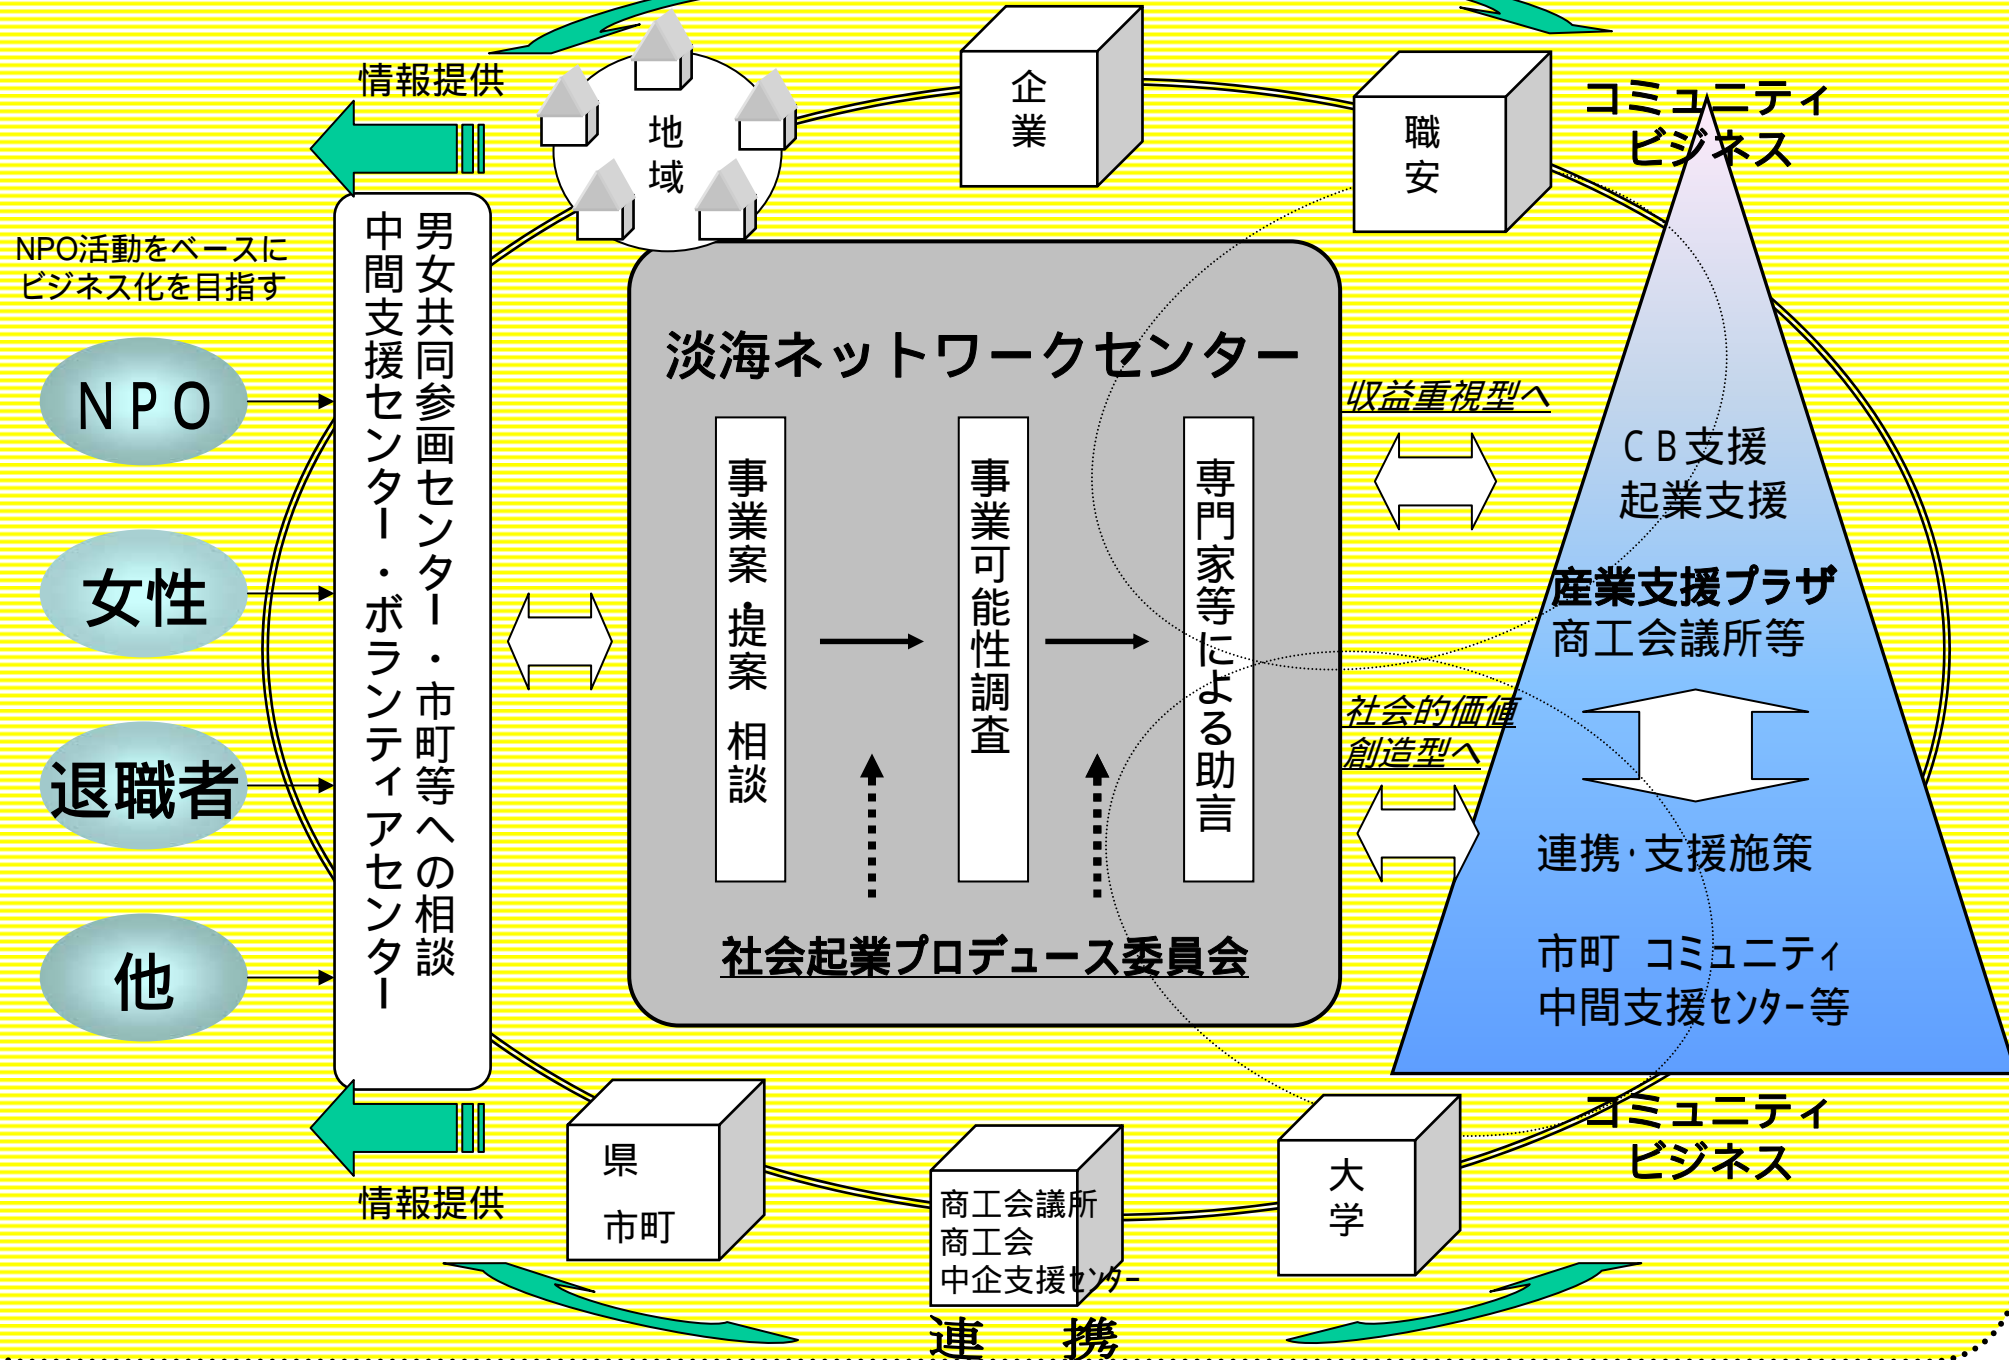 情報提供
地域
企業
職安
コミュニティ
ビジネス
NPO活動をベースに
ビジネス化を目指す
NPO
女性
退職者
他
男女共同参画センター・市町等への相談
中間支援センター・ボランティアセンター
淡海ネットワークセンター
事業案・提案 相談
事業可能性調査
専門家等による助言
社会起業プロデュース委員会
収益重視型へ
社会的価値
創造型へ
CB支援
起業支援
産業支援プラザ
商工会議所等
連携・支援施策
市町 コミュニティ
中間支援センター等
コミュニティ
ビジネス
情報提供
県
市町
商工会議所
商工会
中企支援センター
大学
連 携